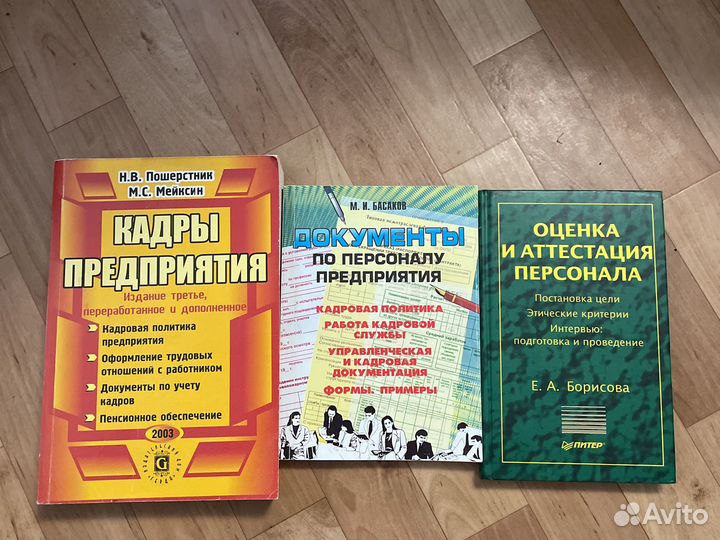 Н.В. Пошерстник
М.С. Мейксин
КАДРЫ
ПРЕДПРИЯТИЯ
Издание третье,
переработанное и дополненное
Кадровая политика
предприятия
Оформление трудовых
отношений с работником
Документы по учету
кадров
Пенсионное обеспечение
2003
G
М. И. БАСАКОВ
ДОКУМЕНТЫ
ПО ПЕРСОНАЛУ
ПРЕДПРИЯТИЯ
КАДРОВАЯ ПОЛИТИКА
РАБОТА КАДРОВОЙ
СЛУЖБЫ
УПРАВЛЕНЧЕСКАЯ
И КАДРОВАЯ
ДОКУМЕНТАЦИЯ
ФОРМЫ. ПРИМЕРЫ
ОЦЕНКА
И АТТЕСТАЦИЯ
ПЕРСОНАЛА
Постановка цели
Этические критерии
Интервью:
подготовка и проведение
Е. А. Борисова
ПИТЕР
Avito